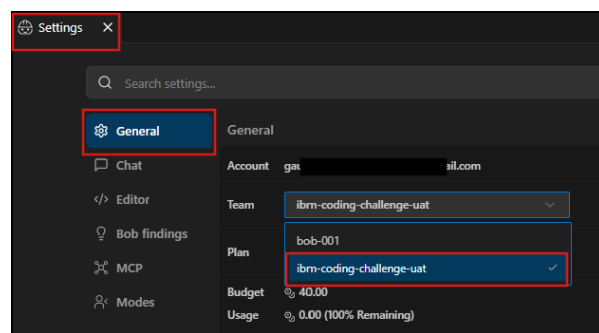 Settings
Search settings...
General
General
Chat
Account ail.com
Editor
Team ibm-coding-challenge-uat
Bob findings
bob-001
Plan
MCP
ibm-coding-challenge-uat
Modes
Budget 40.00
Usage 0.00 (100% Remaining)